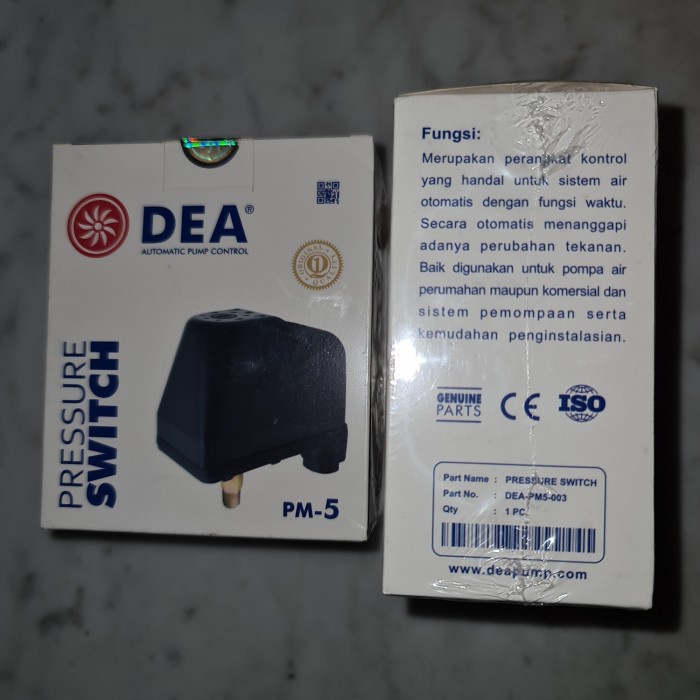 DEA®
AUTOMATIC PUMP CONTROL
ORIGINAL
QUALITY
PRESSURE
SWITCH
PM-5
Fungsi:
Merupakan perangkat kontrol
yang handal untuk sistem air
otomatis dengan fungsi waktu.
Secara otomatis menanggapi
adanya perubahan tekanan.
Baik digunakan untuk pompa air
perumahan maupun komersial dan
sistem pemompaan serta
kemudahan penginstalasian.
GENUINE
PARTS
CE
ISO
Part Name : PRESSURE SWITCH
Part No. : DEA-PM5-003
Qty : 1 PC.
www.deapump.com